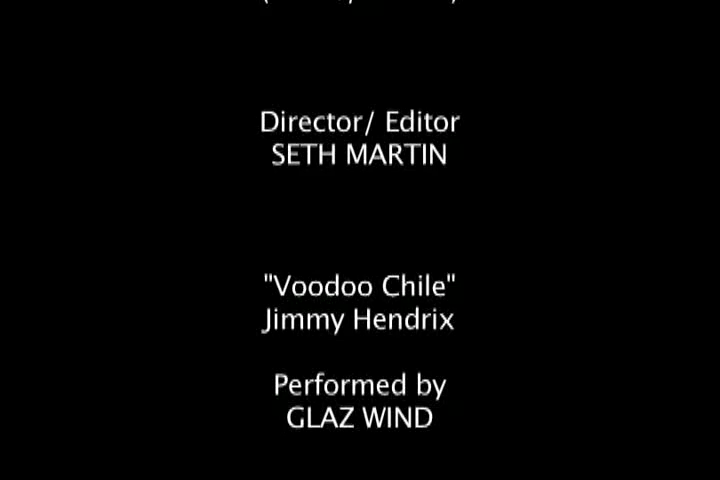 Director/ Editor
SETH MARTIN
"Voodoo Chile"
Jimmy Hendrix
Performed by
GLAZ WIND